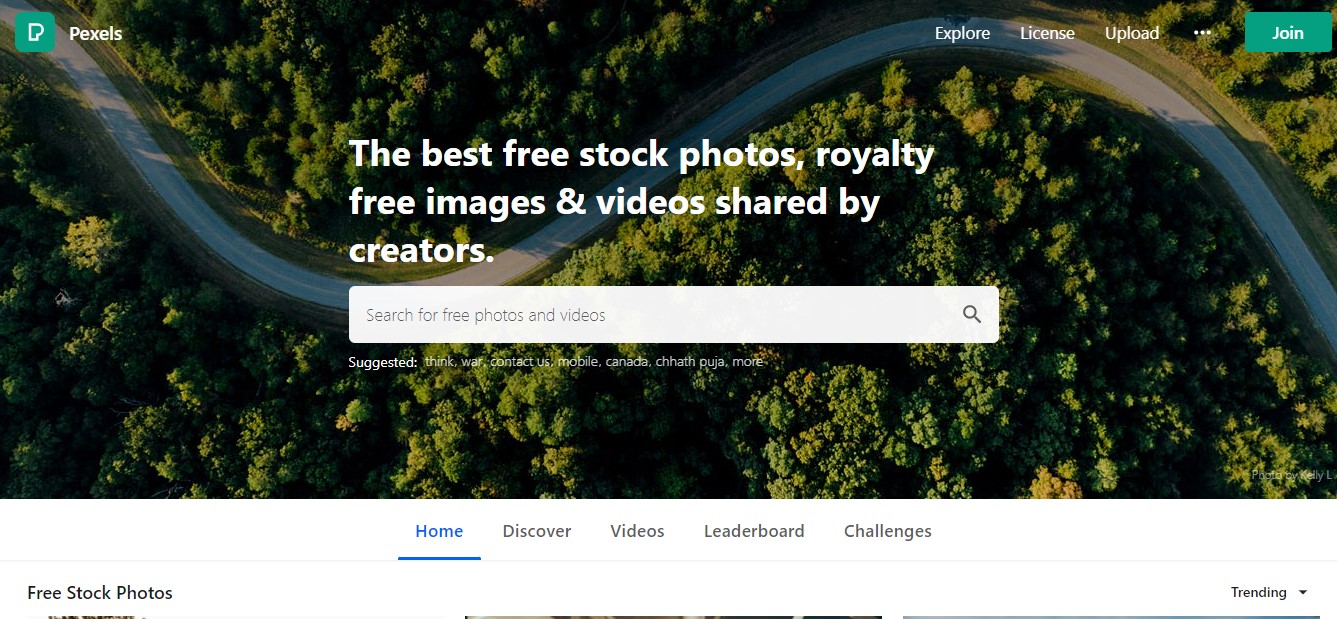 Pexels
Explore License Upload ••• Join
The best free stock photos, royalty
free images & videos shared by
creators.
Search for free photos and videos
Suggested: think, war, contact us, mobile, canada, chhath puja, more
Photo by Kelly L
Home Discover Videos Leaderboard Challenges
Free Stock Photos
Trending